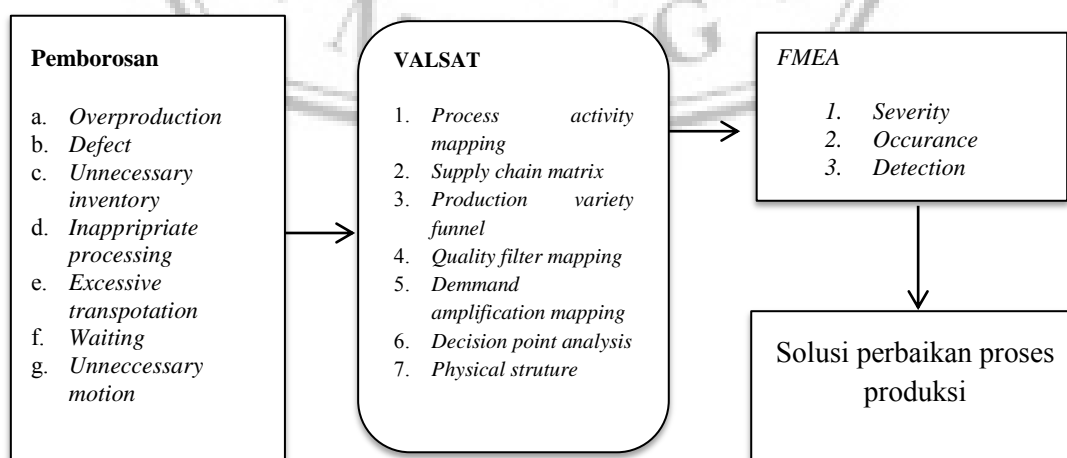 Pemborosan
a. Overproduction
b. Defect
c. Unnecessary
inventory
d. Inappripriate
processing
e. Excessive
transpotation
f. Waiting
g. Unneccessary
motion
VALSAT
1. Process activity
mapping
2. Supply chain matrix
3. Production variety
funnel
4. Quality filter mapping
5. Demmand
amplification mapping
6. Decision point analysis
7. Physical struture
FMEA
1. Severity
2. Occurance
3. Detection
Solusi perbaikan proses
produksi